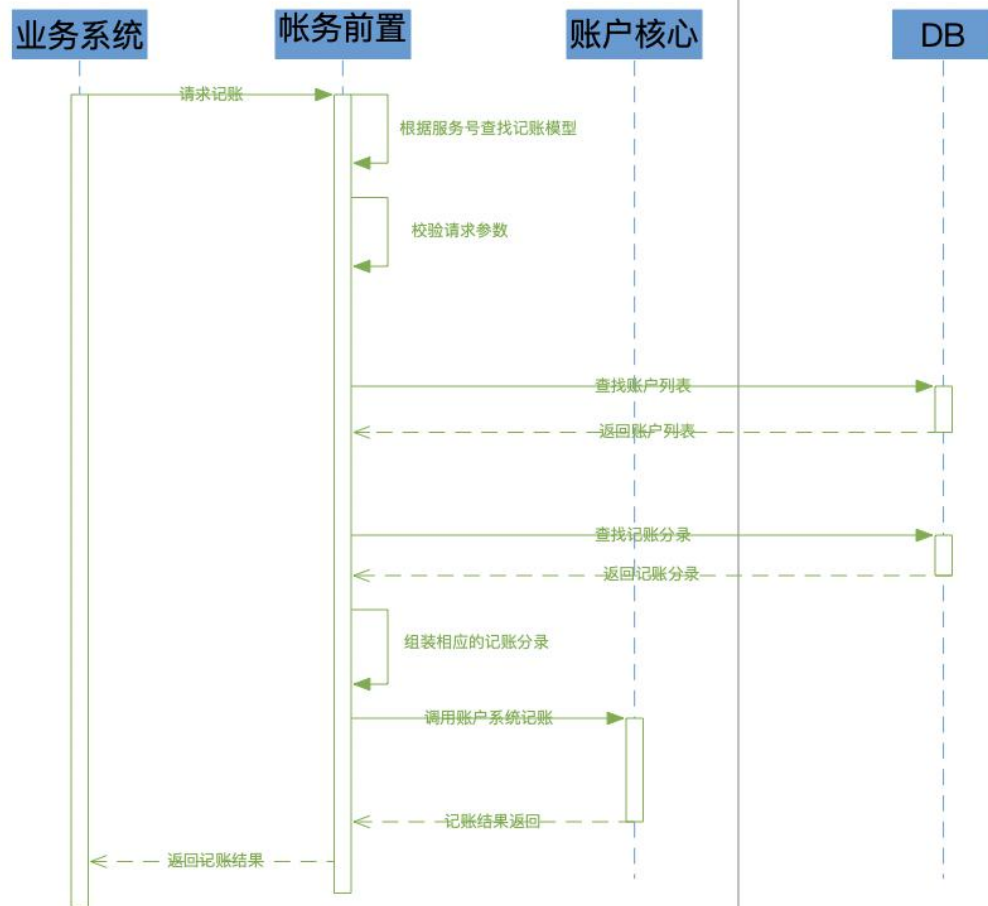 业务系统
帐务前置
账户核心
DB
请求记账
根据服务号查找记账模型
校验请求参数
查找账户列表
返回账户列表
查找记账分录
返回记账分录
组装相应的记账分录
调用账户系统记账
记账结果返回
返回记账结果